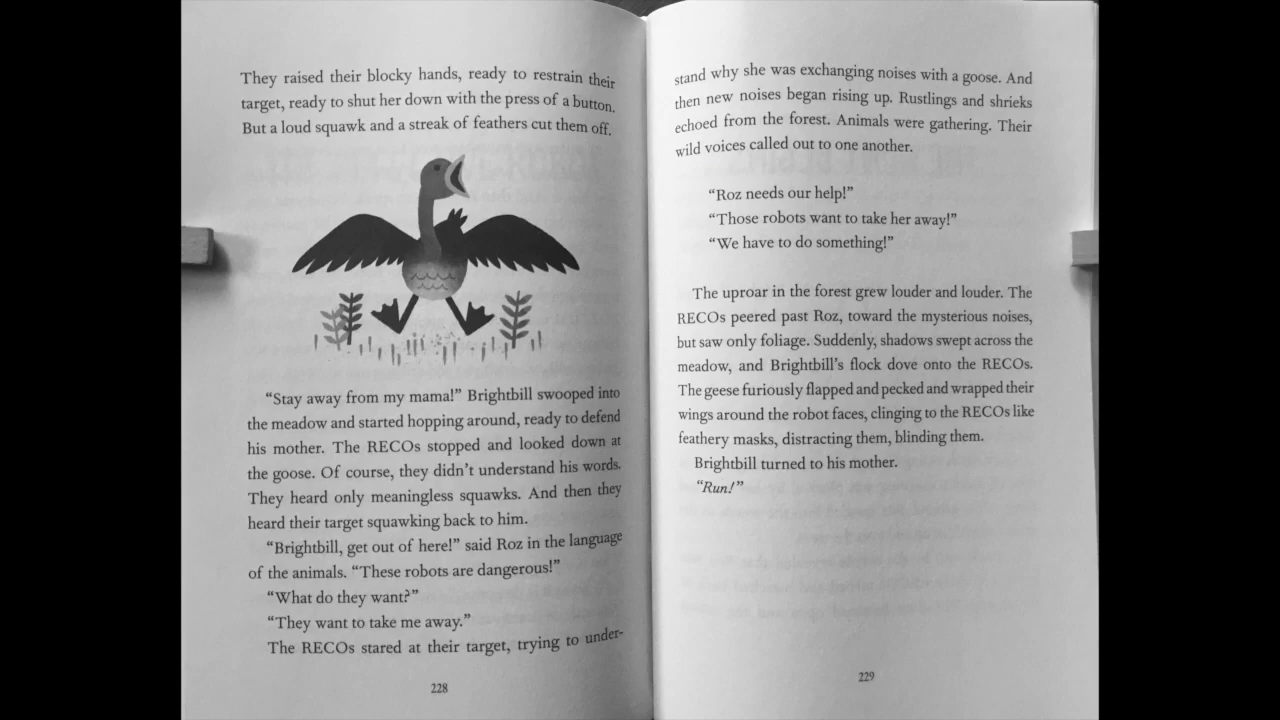 They raised their blocky hands, ready to restrain their
target, ready to shut her down with the press of a button.
But a loud squawk and a streak of feathers cut them off.
“Stay away from my mama!” Brightbill swooped into
the meadow and started hopping around, ready to defend
his mother. The RECOs stopped and looked down at
the goose. Of course, they didn’t understand his words.
They heard only meaningless squawks. And then they
heard their target squawking back to him.
“Brightbill, get out of here!” said Roz in the language
of the animals. “These robots are dangerous!”
“What do they want?”
“They want to take me away.”
The RECOs stared at their target, trying to under-
228
stand why she was exchanging noises with a goose. And
then new noises began rising up. Rustlings and shrieks
echoed from the forest. Animals were gathering. Their
wild voices called out to one another.
“Roz needs our help!”
“Those robots want to take her away!”
“We have to do something!”
The uproar in the forest grew louder and louder. The
RECOs peered past Roz, toward the mysterious noises,
but saw only foliage. Suddenly, shadows swept across the
meadow, and Brightbill’s flock dove onto the RECOs.
The geese furiously flapped and pecked and wrapped their
wings around the robot faces, clinging to the RECOs like
feathery masks, distracting them, blinding them.
Brightbill turned to his mother.
“Run!”
229